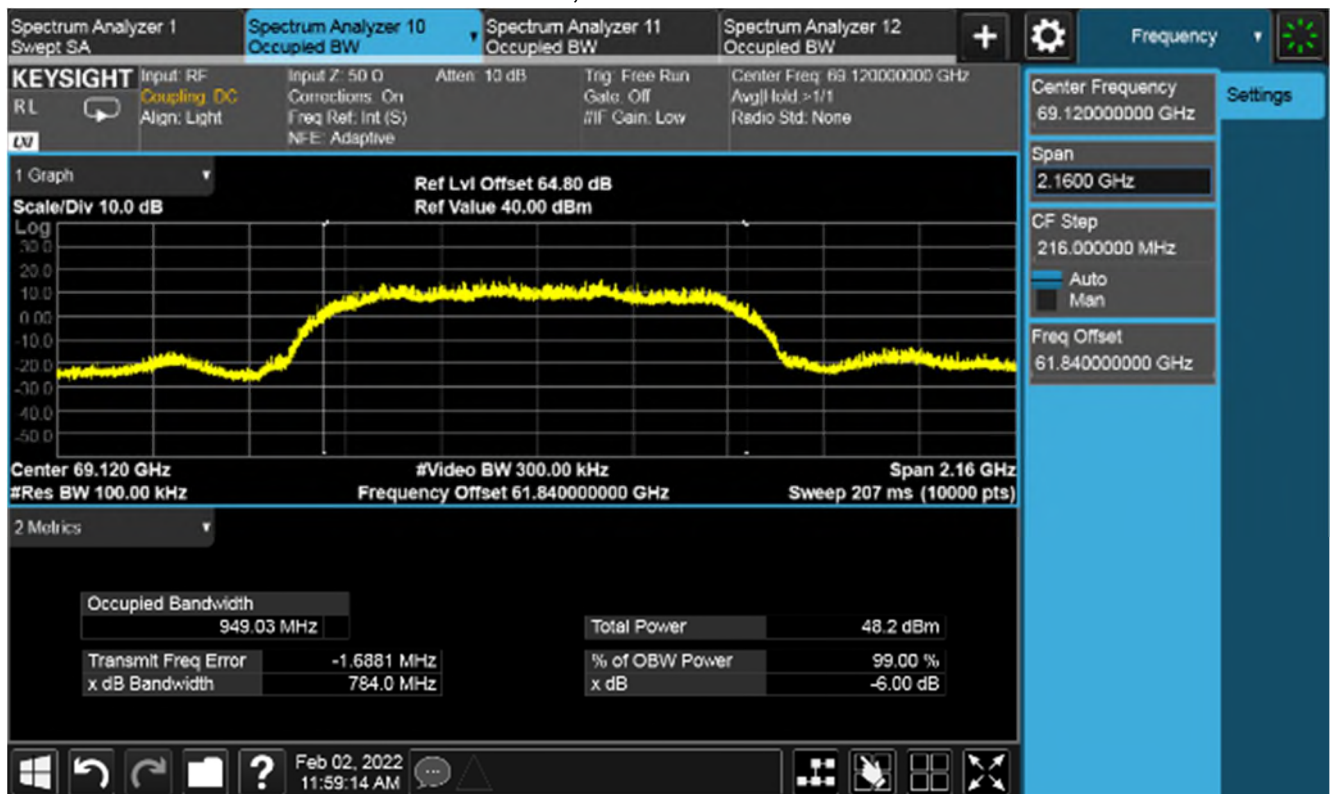 Spectrum Analyzer 1
Swept SA
Spectrum Analyzer 10
Occupied BW
Spectrum Analyzer 11
Occupied BW
Spectrum Analyzer 12
Occupied BW
+
Frequency
KEYSIGHT
RL
LXI
Input: RF
Coupling: DC
Align: Light
Input Z: 50 Ω
Corrections: On
Freq Ref: Int (S)
NFE: Adaptive
Atten: 10 dB
Trig: Free Run
Gate: Off
#IF Gain: Low
Center Freq: 69.120000000 GHz
Avg|Hold:>1/1
Radio Std: None
Center Frequency
69.120000000 GHz
Settings
Span
2.1600 GHz
CF Step
216.000000 MHz
Auto
Man
Freq Offset
61.840000000 GHz
1 Graph
Scale/Div 10.0 dB
Ref Lvl Offset 64.80 dB
Ref Value 40.00 dBm
Log
30.0
20.0
10.0
0.00
-10.0
-20.0
-30.0
-40.0
-50.0
Center 69.120 GHz
#Video BW 300.00 kHz
Span 2.16 GHz
#Res BW 100.00 kHz
Frequency Offset 61.840000000 GHz
Sweep 207 ms (10000 pts)
2 Metrics
Occupied Bandwidth
949.03 MHz
Total Power 48.2 dBm
Transmit Freq Error -1.6881 MHz
% of OBW Power 99.00 %
x dB Bandwidth 784.0 MHz
x dB -6.00 dB
?
Feb 02, 2022
11:59:14 AM